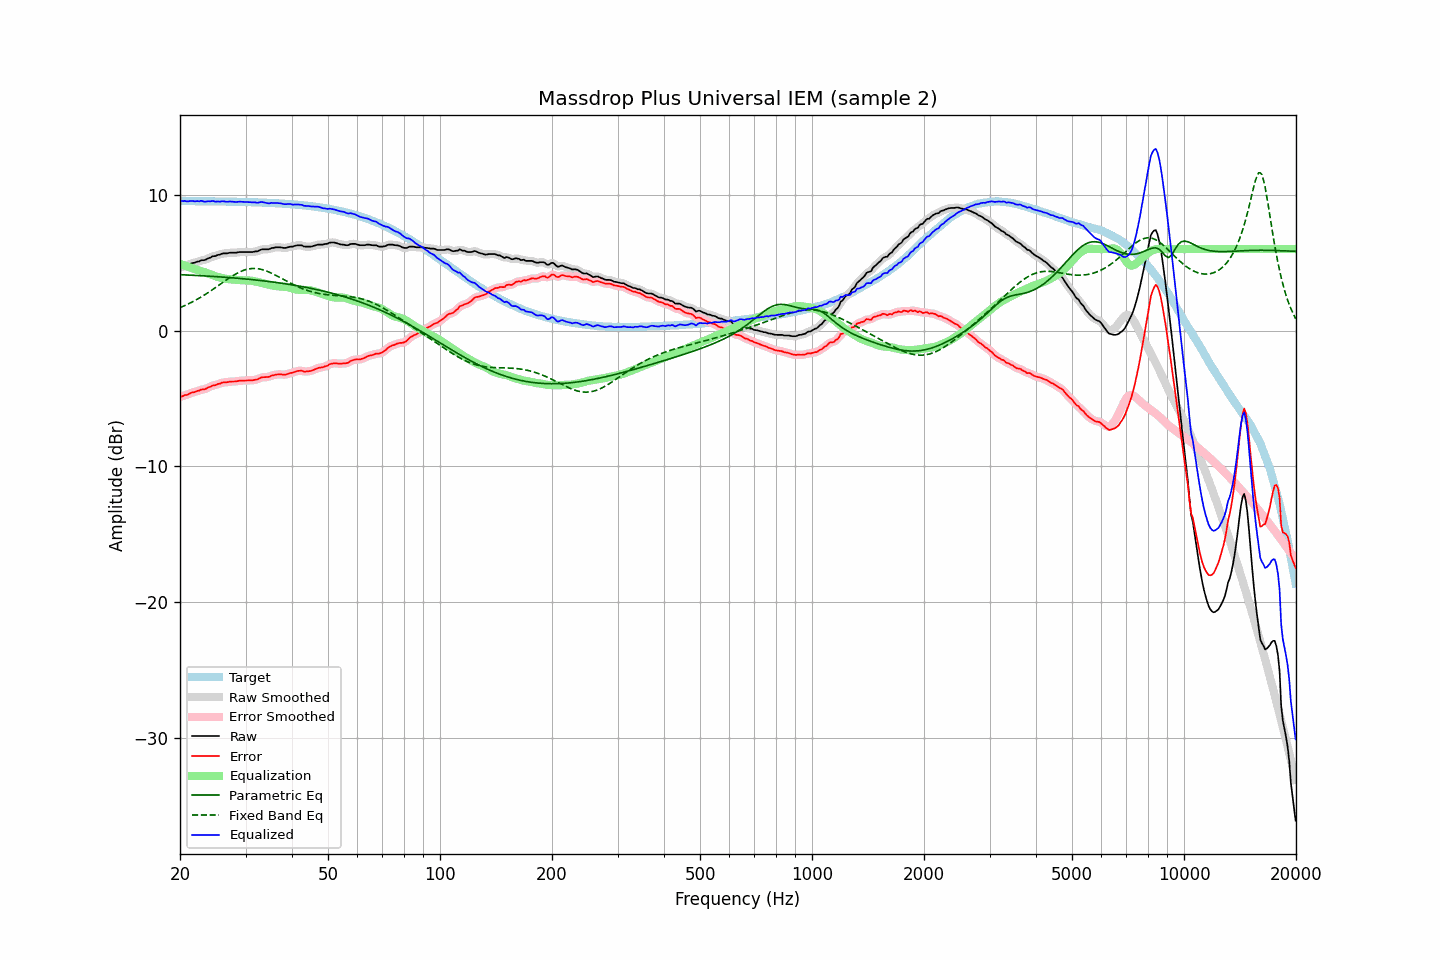 Massdrop Plus Universal IEM (sample 2)
10
0
−10
−20
−30
Amplitude (dBr)
Target
Raw Smoothed
Error Smoothed
Raw
Error
Equalization
Parametric Eq
Fixed Band Eq
Equalized
20 50 100 200 500 1000 2000 5000 10000 20000
Frequency (Hz)